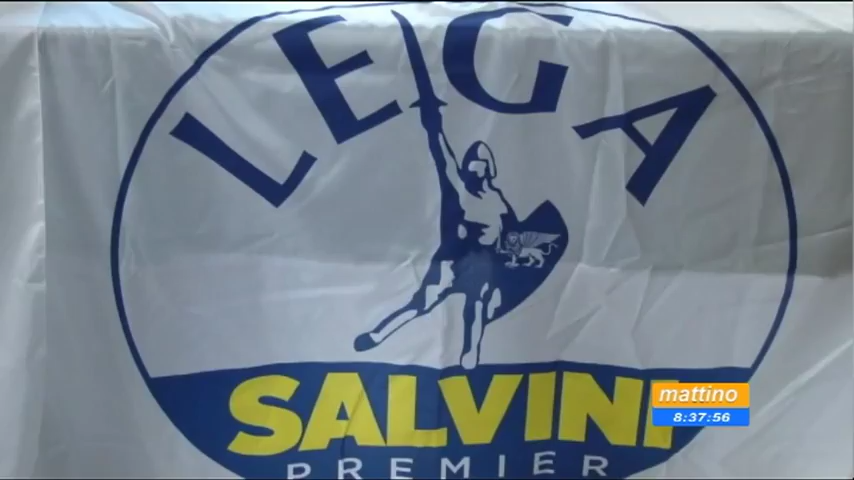 LEGA
SALVINI
mattino
8:37:56
PREMIER